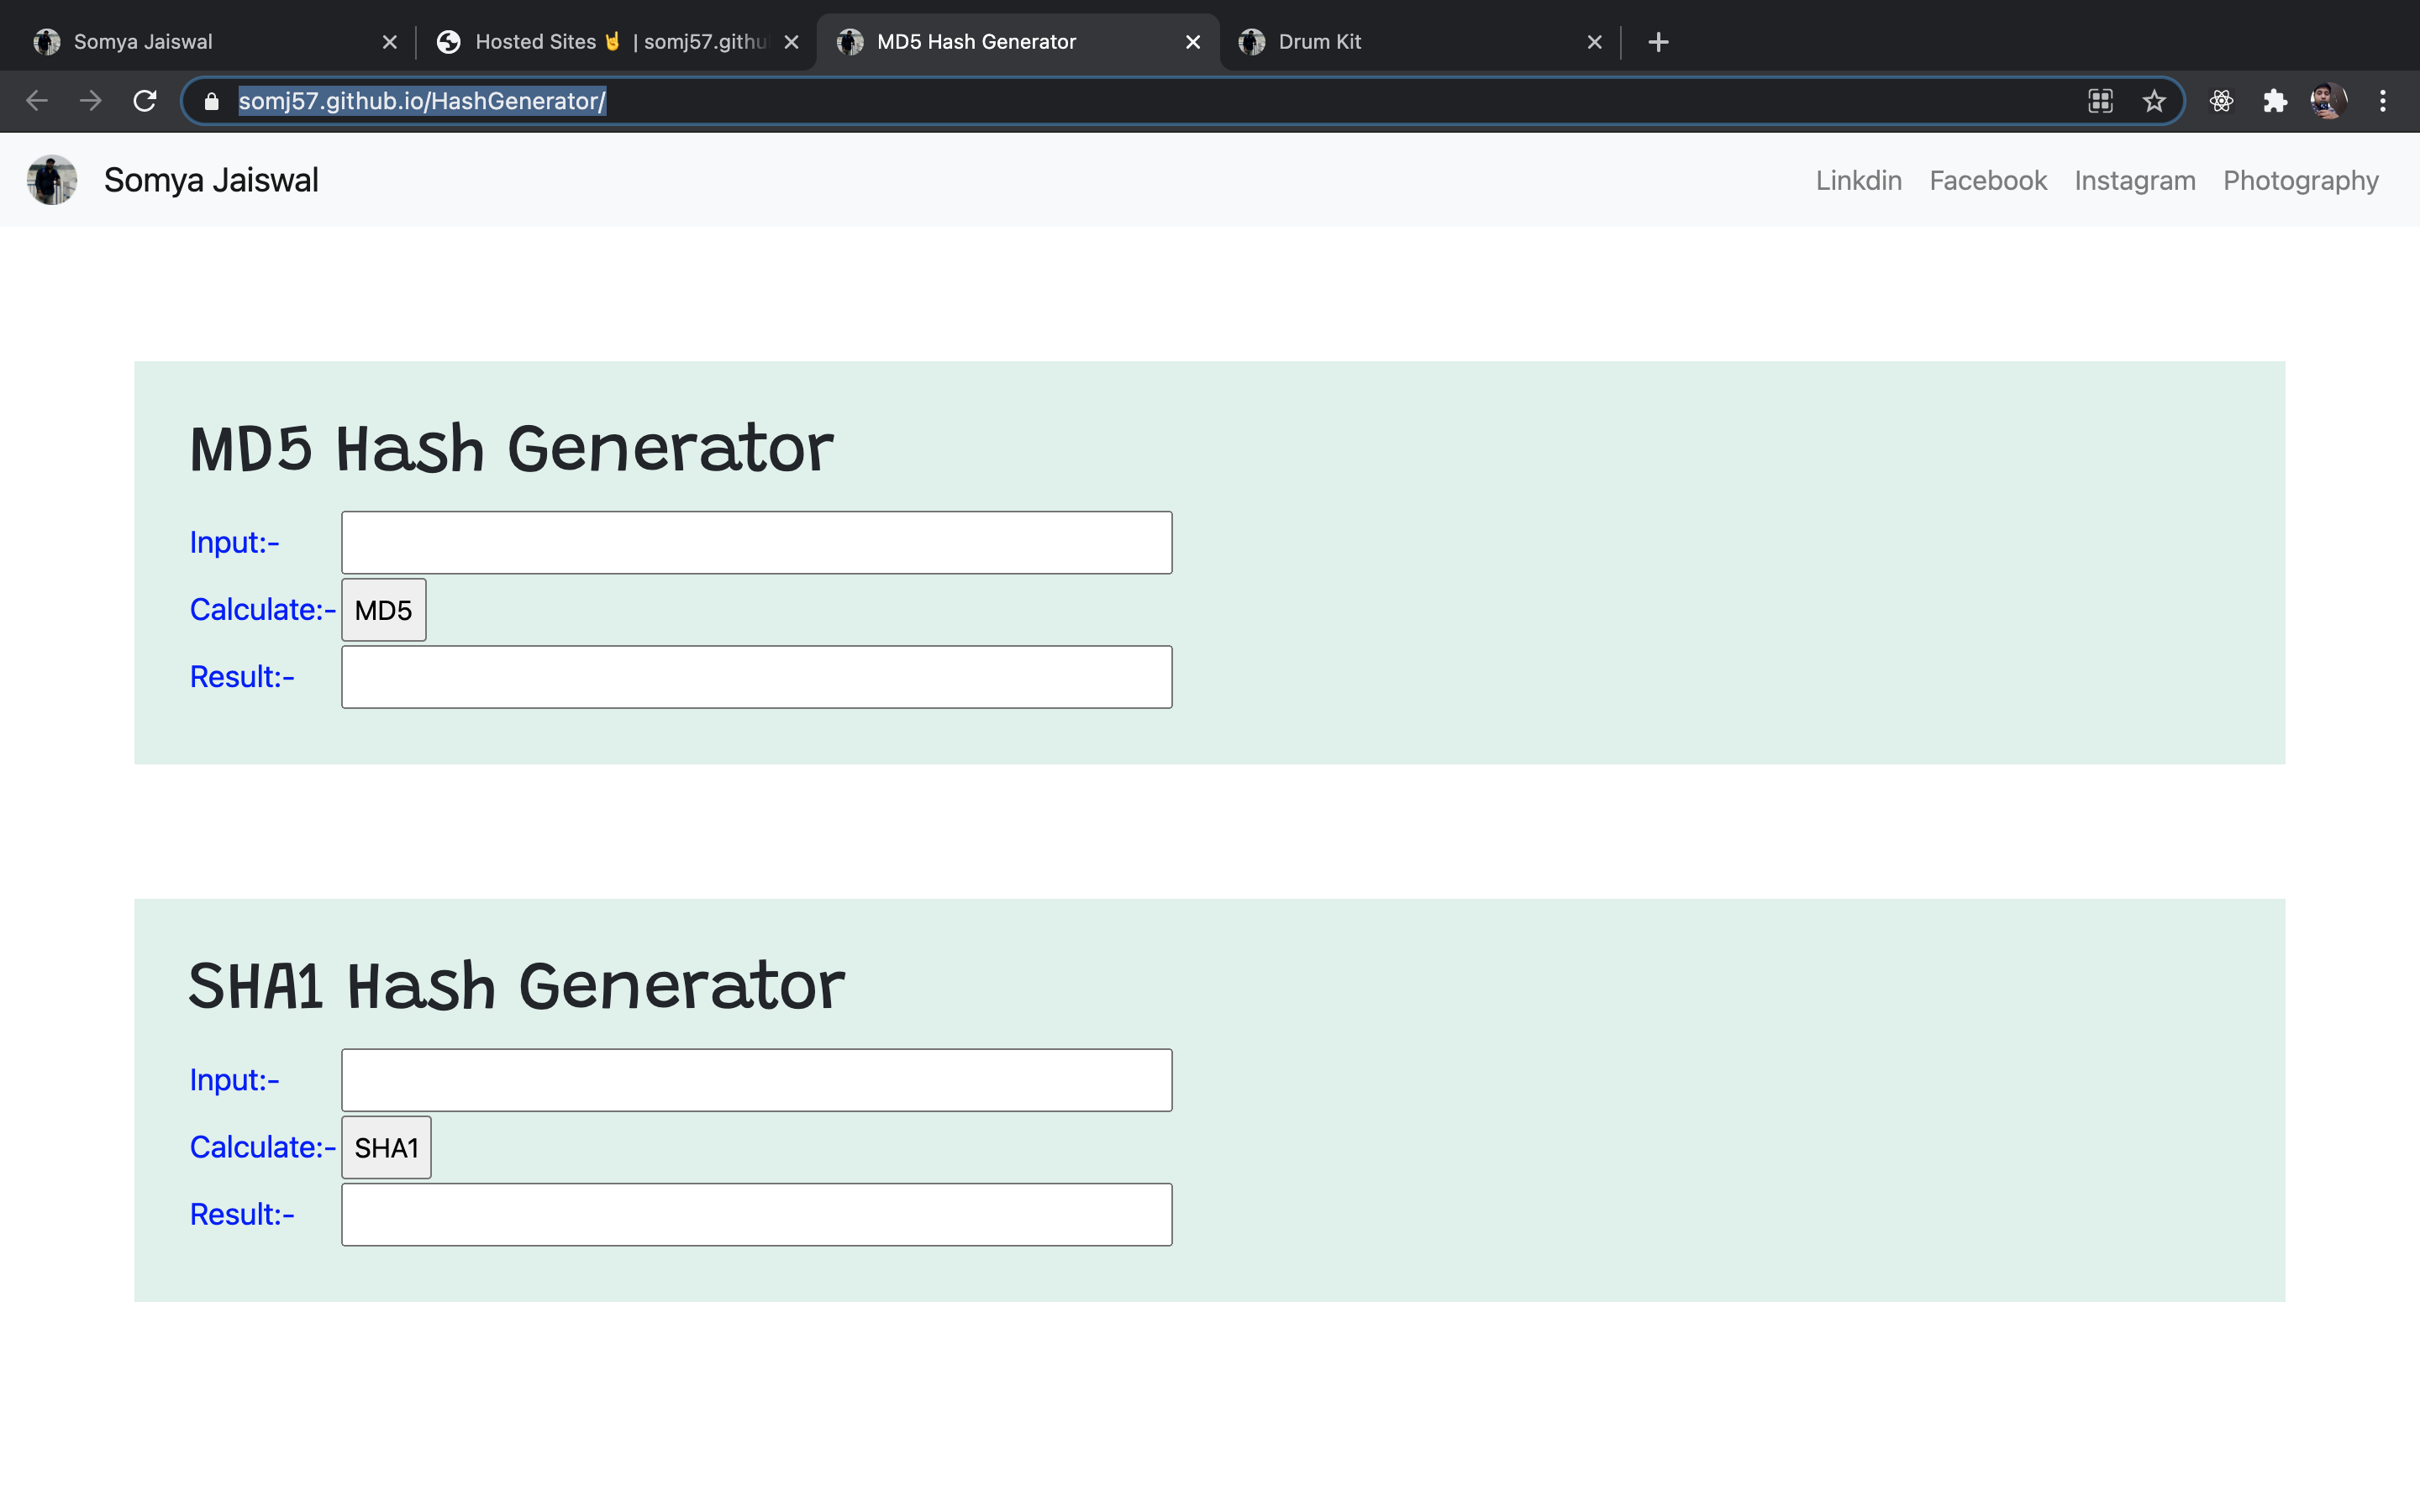 Somya Jaiswal
Hosted Sites 🤘 | somj57.githu
MD5 Hash Generator
Drum Kit
somj57.github.io/HashGenerator/
Somya Jaiswal
Linkdin Facebook Instagram Photography
MD5 Hash Generator
Input:-
Calculate:- MD5
Result:-
SHA1 Hash Generator
Input:-
Calculate:- SHA1
Result:-